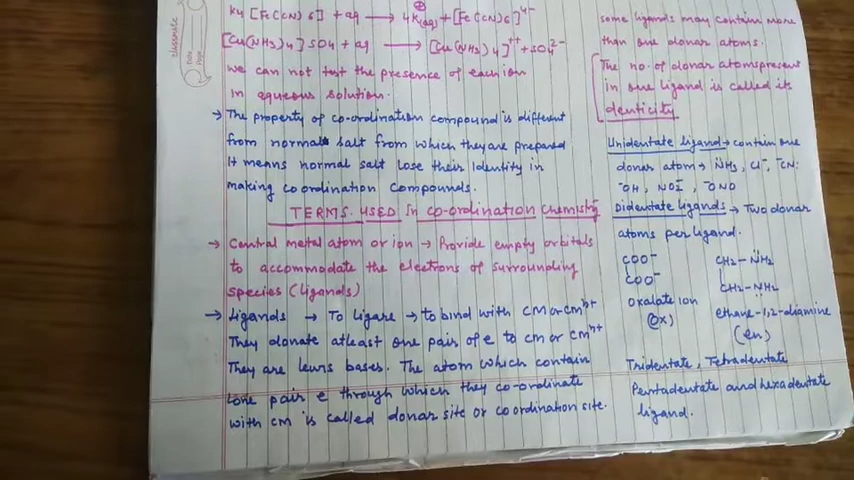 K4 [Fe(CN)6] + aq ⟶ 4K(aq)⊕ + [Fe(CN)6]4-
[Cu(NH3)4]SO4 + aq ⟶ [Cu(NH3)4]++ + SO42-
we can not test the presence of each ion
in aqueous solution.
→ The property of co-ordination compound is different
from normal salt from which they are prepared
It means normal salt lose their Identity in
making coordination compounds.
TERMS USED In co-ordination chemistry
→ Central metal atom or ion → Provide empty orbitals
to accommodate the electrons of surrounding
species (ligands)
→ Ligands → To ligare → to bind with CM or CMn+
They donate atleast one pair of e to CM or CMn+
They are lewis bases. The atom which contain
lone pair e through which they co-ordinate
with CM is called donar site or coordination site.
some ligands may contain more
than one donar atoms.
The no. of donar atoms present
in one ligand is called its
denticity
Unidentate ligand → contain one
donar atom → N̈H3, Cl-, -CN:
-OH, NO2-, -ONO
Didentate ligands → Two donar
atoms per ligand.
COO-
COO-
oxalate ion
(ox)
CH2-N̈H2
CH2-NH2
ethane-1,2-diamine
(en)
Tridentate, Tetradentate
Pentadentate and hexadentate
ligand.
classmate
Date
Page